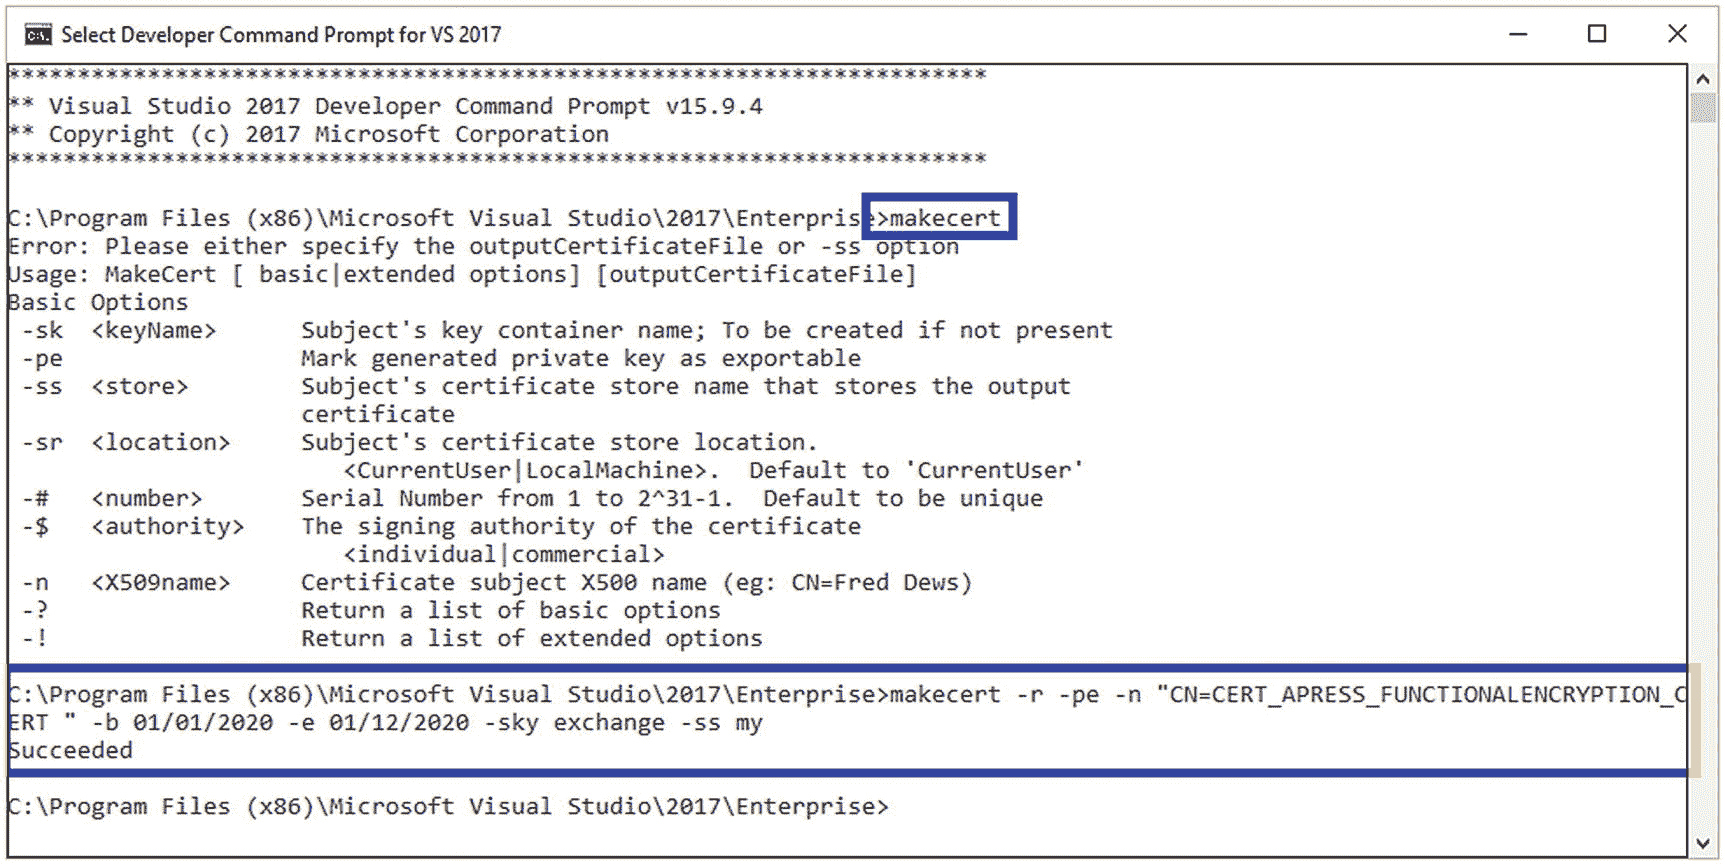 Select Developer Command Prompt for VS 2017
**********************************************************************
** Visual Studio 2017 Developer Command Prompt v15.9.4
** Copyright (c) 2017 Microsoft Corporation
**********************************************************************
C:\Program Files (x86)\Microsoft Visual Studio\2017\Enterprise>makecert
Error: Please either specify the outputCertificateFile or -ss option
Usage: MakeCert [ basic|extended options] [outputCertificateFile]
Basic Options
-sk <keyName> Subject's key container name; To be created if not present
-pe Mark generated private key as exportable
-ss <store> Subject's certificate store name that stores the output
certificate
-sr <location> Subject's certificate store location.
<CurrentUser|LocalMachine>. Default to 'CurrentUser'
-# <number> Serial Number from 1 to 2^31-1. Default to be unique
-$ <authority> The signing authority of the certificate
<individual|commercial>
-n <X509name> Certificate subject X500 name (eg: CN=Fred Dews)
-? Return a list of basic options
-! Return a list of extended options
C:\Program Files (x86)\Microsoft Visual Studio\2017\Enterprise>makecert -r -pe -n "CN=CERT_APRESS_FUNCTIONALENCRYPTION_C
ERT " -b 01/01/2020 -e 01/12/2020 -sky exchange -ss my
Succeeded
C:\Program Files (x86)\Microsoft Visual Studio\2017\Enterprise>